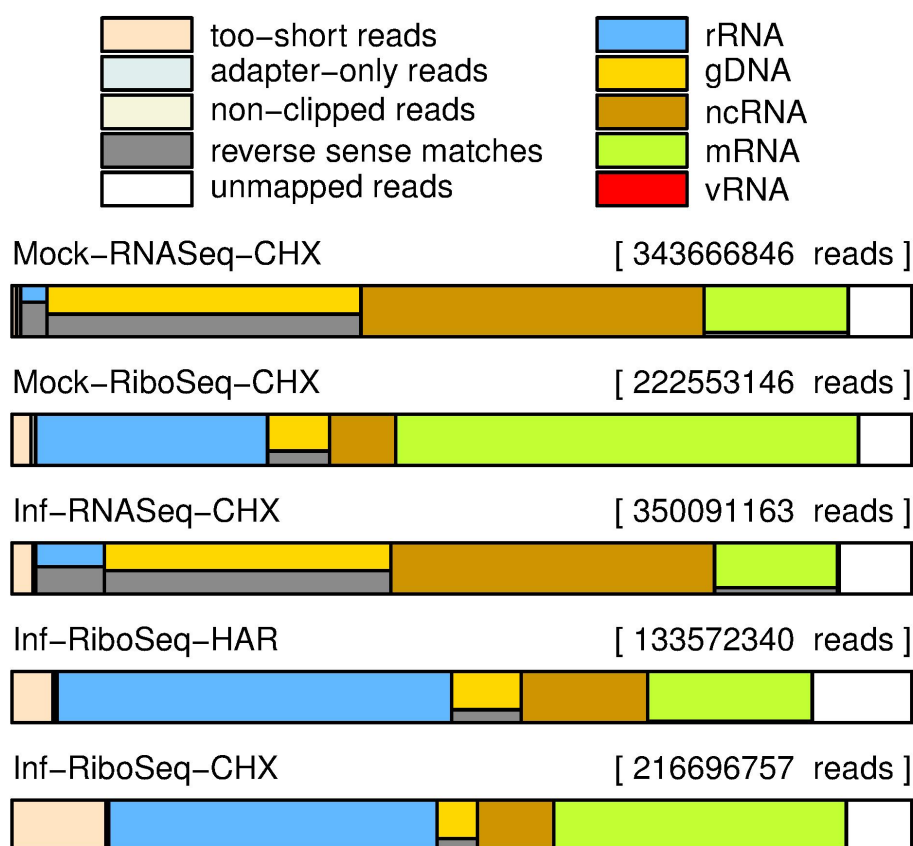 too−short reads rRNA
adapter−only reads gDNA
non−clipped reads ncRNA
reverse sense matches mRNA
unmapped reads vRNA
Mock−RNASeq−CHX [ 343666846 reads ]
Mock−RiboSeq−CHX [ 222553146 reads ]
Inf−RNASeq−CHX [ 350091163 reads ]
Inf−RiboSeq−HAR [ 133572340 reads ]
Inf−RiboSeq−CHX [ 216696757 reads ]